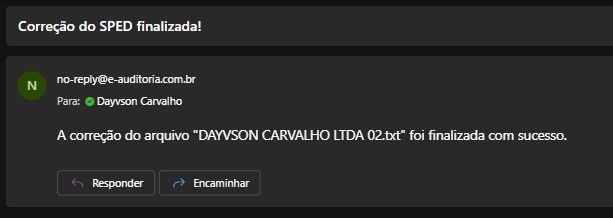 Correção do SPED finalizada!
N
no-reply@e-auditoria.com.br
Para: Dayvson Carvalho
A correção do arquivo "DAYVSON CARVALHO LTDA 02.txt" foi finalizada com sucesso.
Responder
Encaminhar